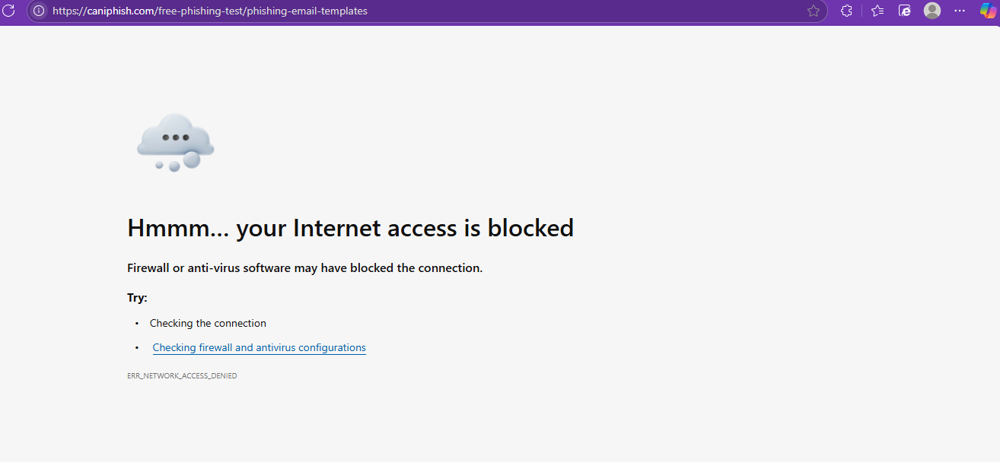 https://caniphish.com/free-phishing-test/phishing-email-templates
Hmmm... your Internet access is blocked
Firewall or anti-virus software may have blocked the connection.
Try:
• Checking the connection
• Checking firewall and antivirus configurations
ERR_NETWORK_ACCESS_DENIED